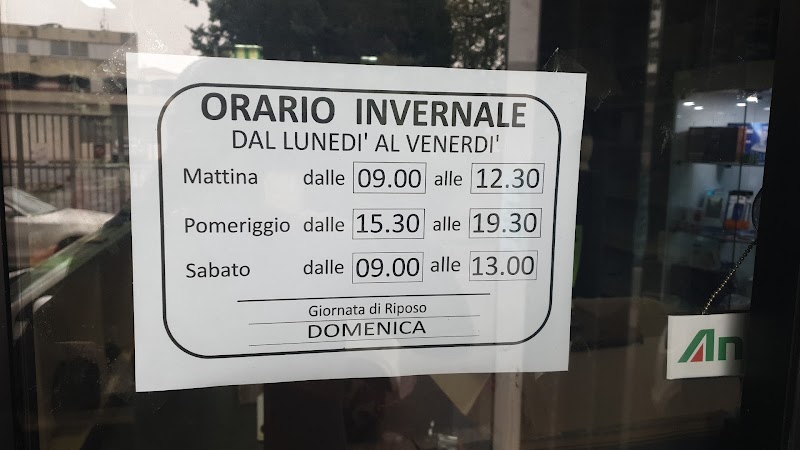 ORARIO INVERNALE
DAL LUNEDI' AL VENERDI'
Mattina dalle 09.00 alle 12.30
Pomeriggio dalle 15.30 alle 19.30
Sabato dalle 09.00 alle 13.00
Giornata di Riposo
DOMENICA
An